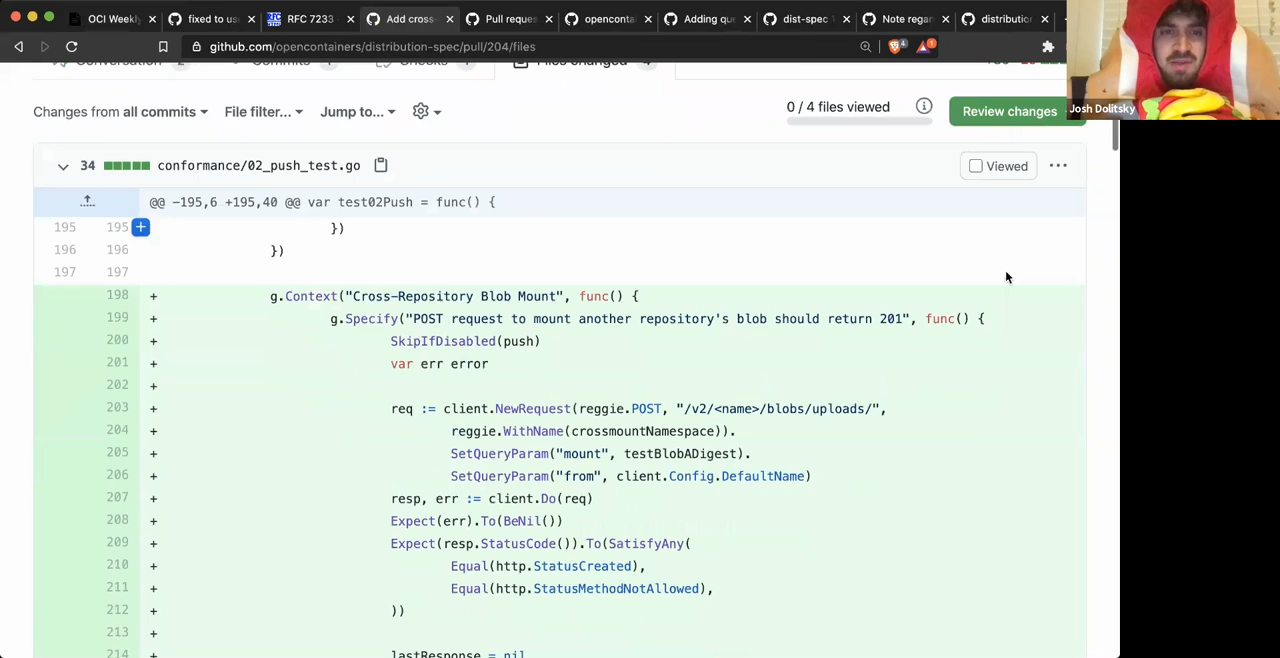 OCI Weekly
fixed to us
RFC 7233
Add cross-
Pull reques
openconta
Adding que
dist-spec
Note regar
distribution
github.com/opencontainers/distribution-spec/pull/204/files
4
1
Changes from all commits
File filter...
Jump to...
0 / 4 files viewed
Review changes
Josh Dolitsky
34
conformance/02_push_test.go
Viewed
@@ -195,6 +195,40 @@ var test02Push = func() {
195 195 + })
196 196 })
197 197
198 + g.Context("Cross-Repository Blob Mount", func() {
199 + g.Specify("POST request to mount another repository's blob should return 201", func() {
200 + SkipIfDisabled(push)
201 + var err error
202 +
203 + req := client.NewRequest(reggie.POST, "/v2/<name>/blobs/uploads/",
204 + reggie.WithName(crossmountNamespace)).
205 + SetQueryParam("mount", testBlobADigest).
206 + SetQueryParam("from", client.Config.DefaultName)
207 + resp, err := client.Do(req)
208 + Expect(err).To(BeNil())
209 + Expect(resp.StatusCode()).To(SatisfyAny(
210 + Equal(http.StatusCreated),
211 + Equal(http.StatusMethodNotAllowed),
212 + ))
213 +
214 + lastResponse = nil